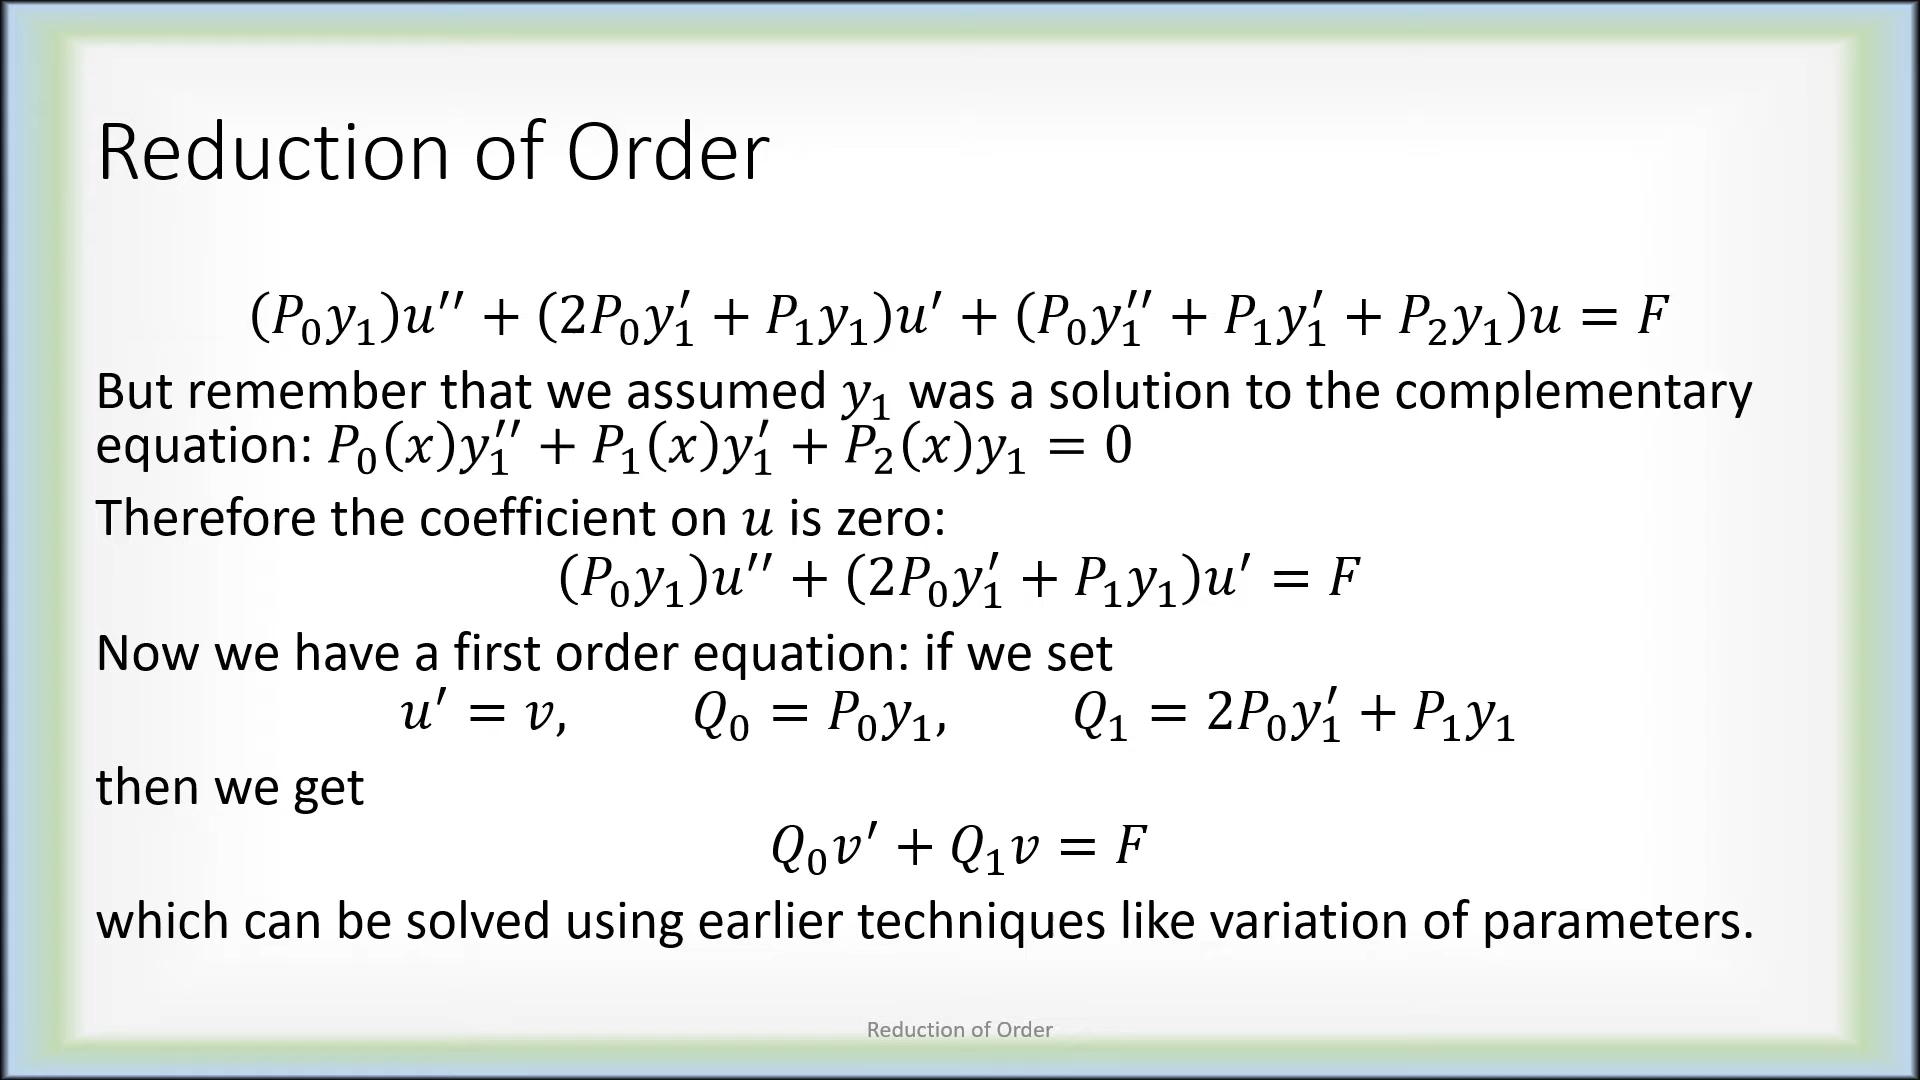 Reduction of Order
(P₀y₁)u′′ + (2P₀y₁′ + P₁y₁)u′ + (P₀y₁′′ + P₁y₁′ + P₂y₁)u = F
But remember that we assumed y₁ was a solution to the complementary
equation: P₀(x)y₁′′ + P₁(x)y₁′ + P₂(x)y₁ = 0
Therefore the coefficient on u is zero:
(P₀y₁)u′′ + (2P₀y₁′ + P₁y₁)u′ = F
Now we have a first order equation: if we set
u′ = v, Q₀ = P₀y₁, Q₁ = 2P₀y₁′ + P₁y₁
then we get
Q₀v′ + Q₁v = F
which can be solved using earlier techniques like variation of parameters.
Reduction of Order